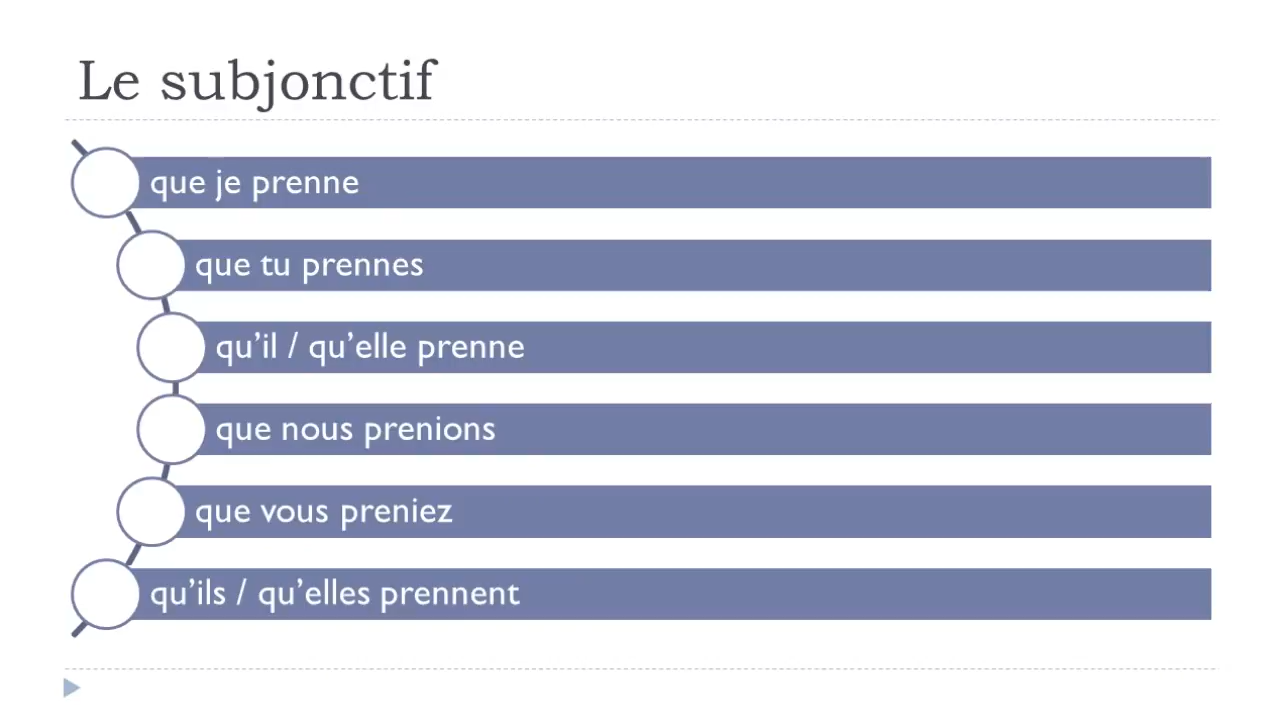 Le subjonctif
que je prenne
que tu prennes
qu’il / qu’elle prenne
que nous prenions
que vous preniez
qu’ils / qu’elles prennent